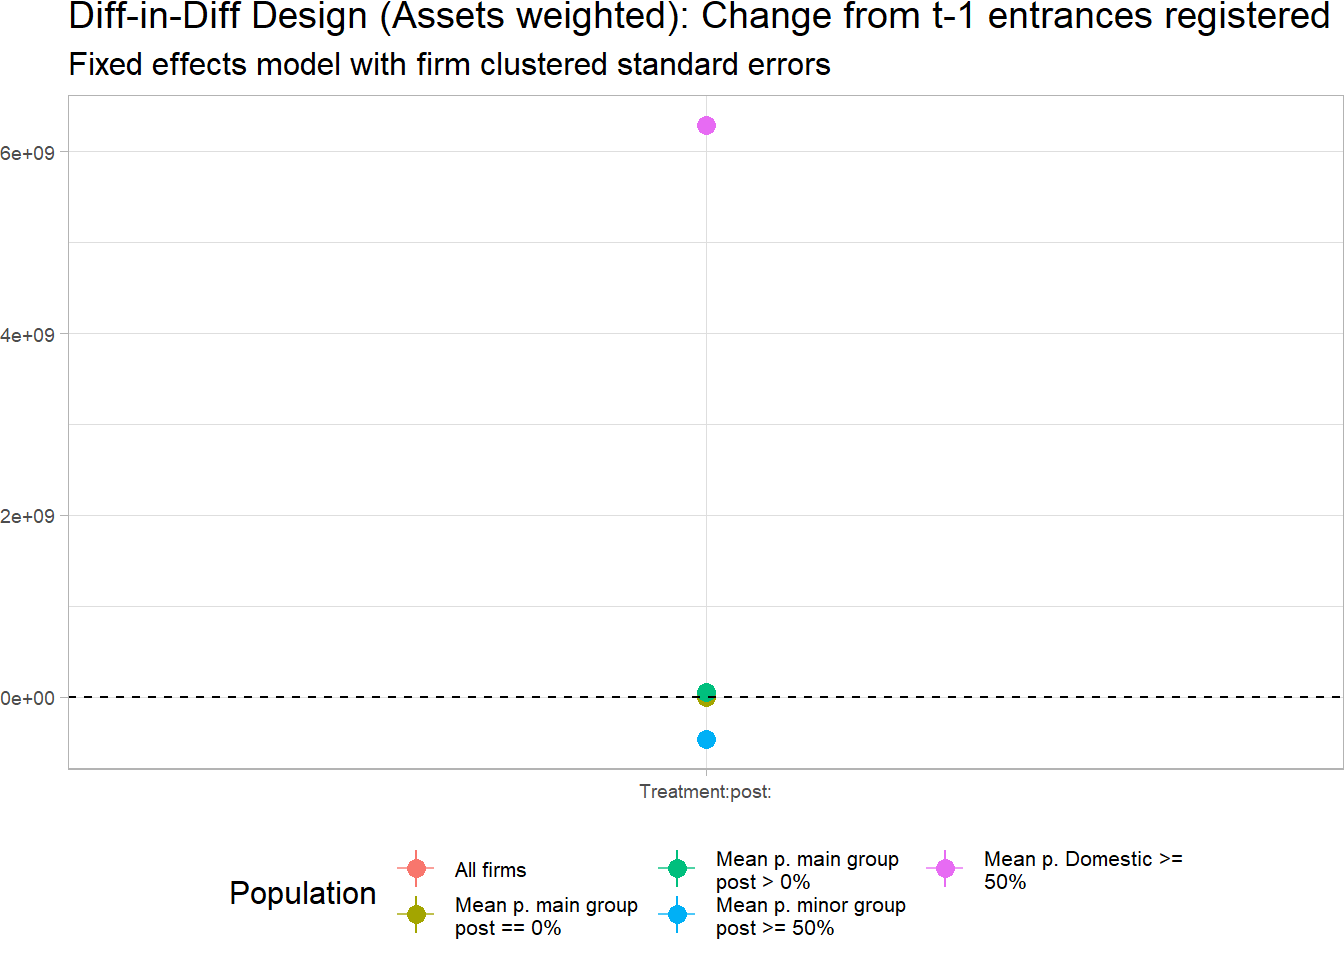 Diff-in-Diff Design (Assets weighted): Change from t-1 entrances registered
Fixed effects model with firm clustered standard errors
6e+09
4e+09
2e+09
0e+00
Treatment:post:
Population
All firms
Mean p. main group
post == 0%
Mean p. main group
post > 0%
Mean p. minor group
post >= 50%
Mean p. Domestic >=
50%